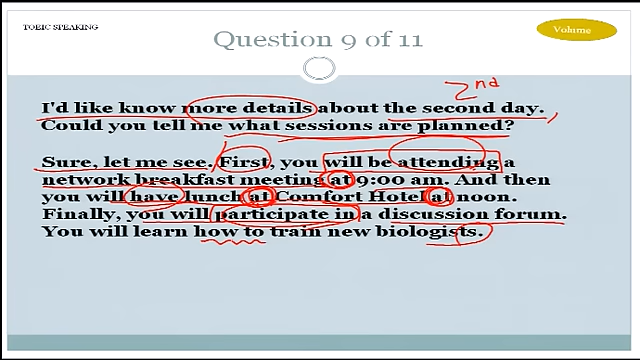 TOEIC SPEAKING
Volume
Question 9 of 11
2nd
I'd like know more details about the second day.
Could you tell me what sessions are planned?
Sure, let me see. First, you will be attending a
network breakfast meeting at 9:00 am. And then
you will have lunch at Comfort Hotel at noon.
Finally, you will participate in a discussion forum.
You will learn how to train new biologists.